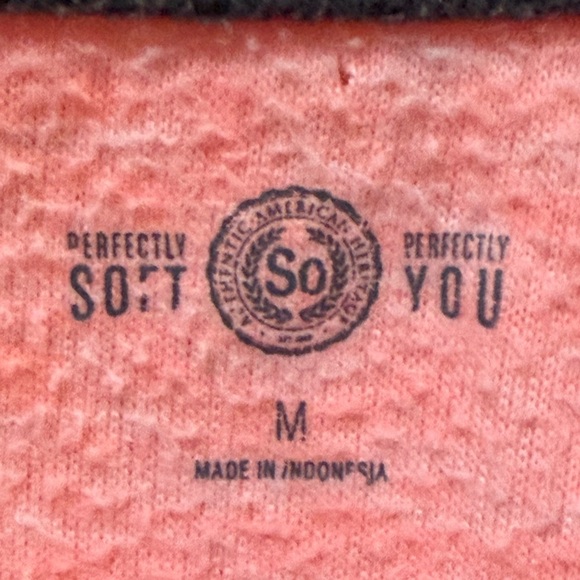 PERFECTLY
SOFT
AUTHENTIC AMERICAN HERITAGE
So
PERFECTLY
YOU
M
MADE IN INDONESIA